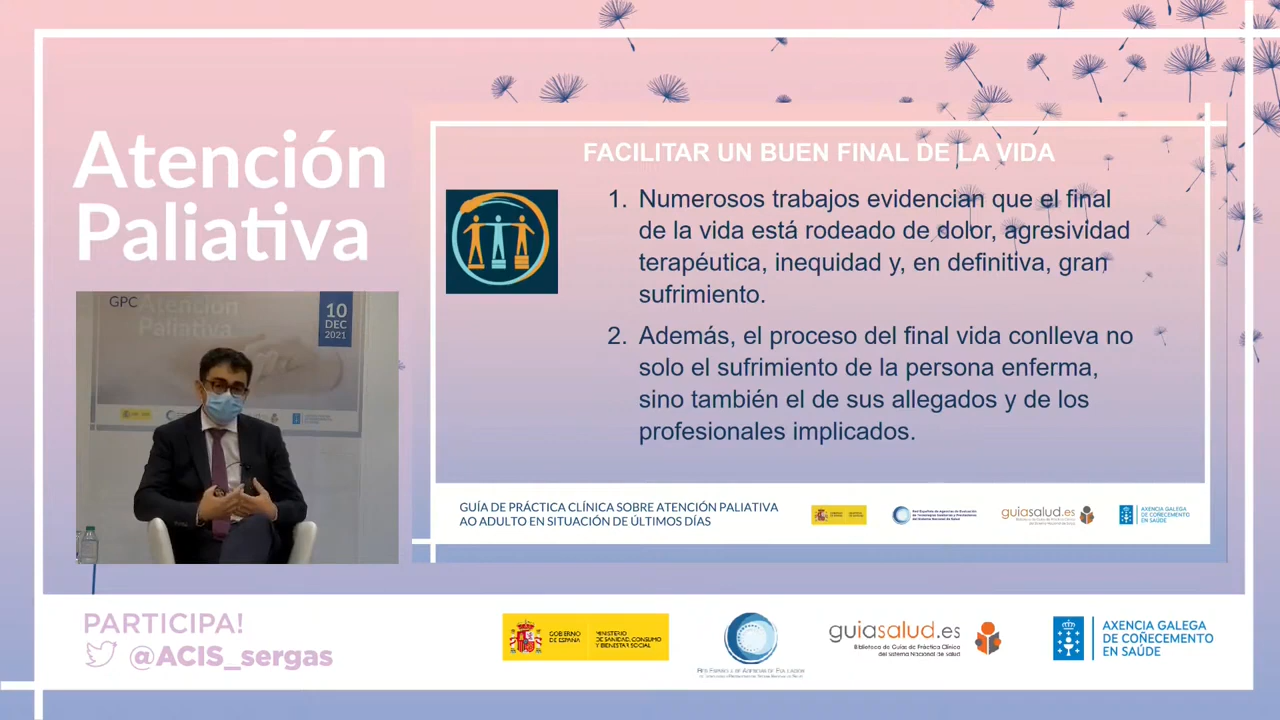 Atención
Paliativa
GPC
Atención
Paliativa
10
DEC
2021
FACILITAR UN BUEN FINAL DE LA VIDA
1. Numerosos trabajos evidencian que el final
de la vida está rodeado de dolor, agresividad
terapéutica, inequidad y, en definitiva, gran
sufrimiento.
2. Además, el proceso del final vida conlleva no
solo el sufrimiento de la persona enferma,
sino también el de sus allegados y de los
profesionales implicados.
GUÍA DE PRÁCTICA CLÍNICA SOBRE ATENCIÓN PALIATIVA
AO ADULTO EN SITUACIÓN DE ÚLTIMOS DÍAS
guiasalud.es
AXENCIA GALEGA
DE COÑECEMENTO
EN SAÚDE
PARTICIPA!
@ACIS_sergas
GOBIERNO
DE ESPAÑA
MINISTERIO
DE SANIDAD, CONSUMO
Y BIENESTAR SOCIAL
guiasalud.es
Biblioteca de Guías de Práctica Clínica
del Sistema Nacional de Salud
AXENCIA GALEGA
DE COÑECEMENTO
EN SAÚDE